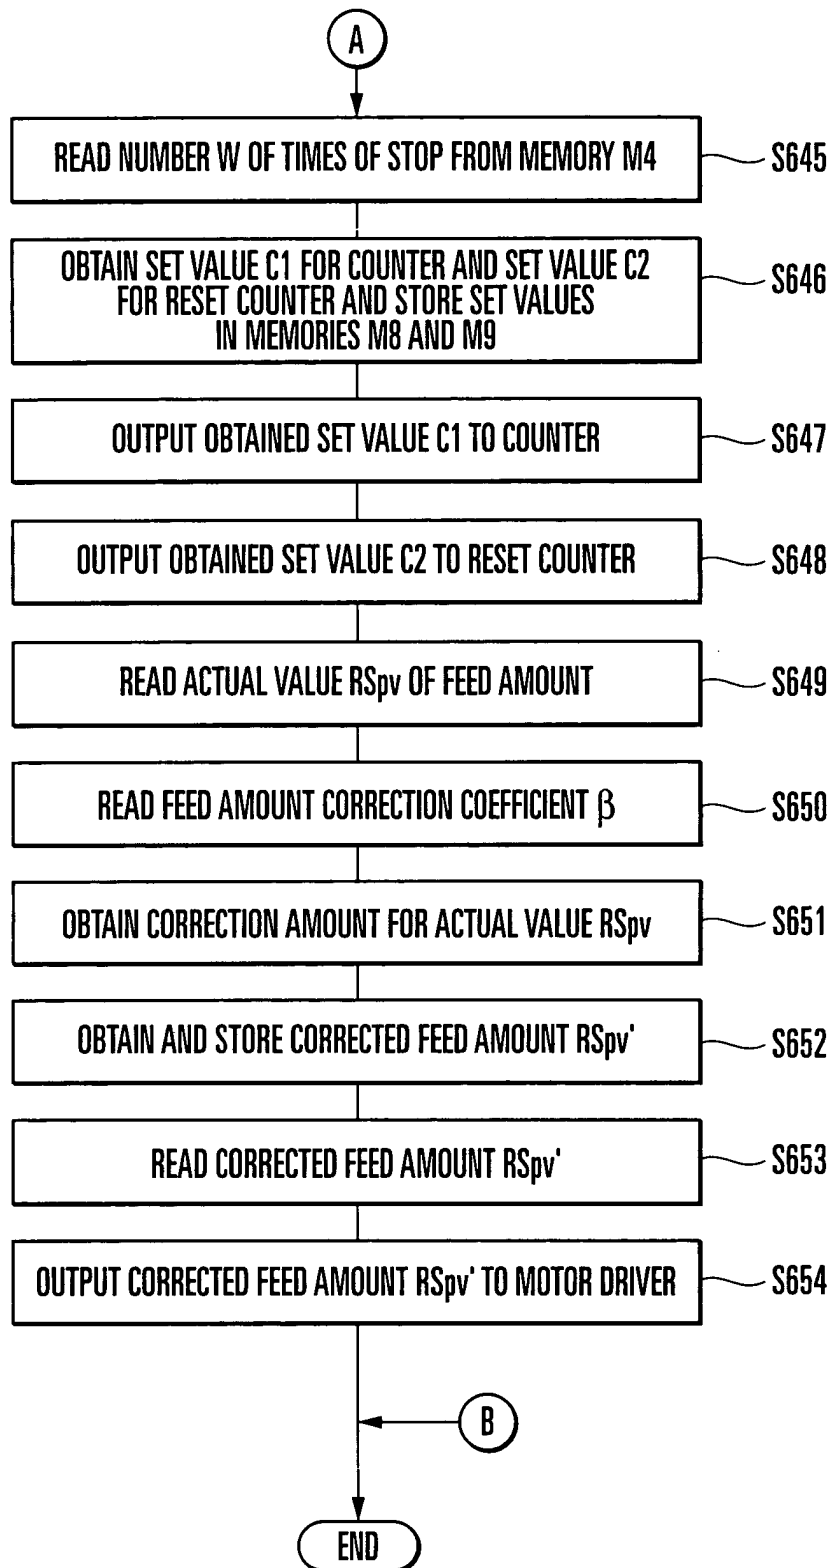 A
READ NUMBER W OF TIMES OF STOP FROM MEMORY M4
S645
OBTAIN SET VALUE C1 FOR COUNTER AND SET VALUE C2
FOR RESET COUNTER AND STORE SET VALUES
IN MEMORIES M8 AND M9
S646
OUTPUT OBTAINED SET VALUE C1 TO COUNTER
S647
OUTPUT OBTAINED SET VALUE C2 TO RESET COUNTER
S648
READ ACTUAL VALUE RSpv OF FEED AMOUNT
S649
READ FEED AMOUNT CORRECTION COEFFICIENT β
S650
OBTAIN CORRECTION AMOUNT FOR ACTUAL VALUE RSpv
S651
OBTAIN AND STORE CORRECTED FEED AMOUNT RSpv'
S652
READ CORRECTED FEED AMOUNT RSpv'
S653
OUTPUT CORRECTED FEED AMOUNT RSpv' TO MOTOR DRIVER
S654
B
END